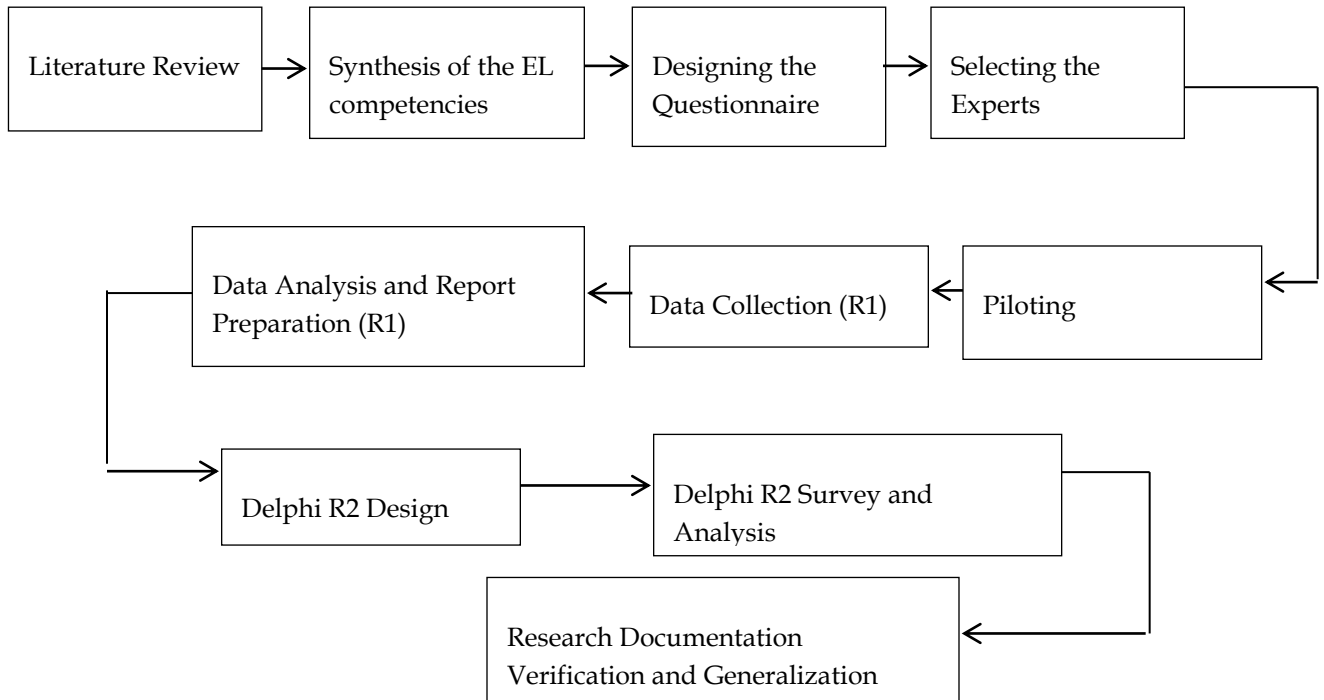 Literature Review
Synthesis of the EL
competencies
Designing the
Questionnaire
Selecting the
Experts
Piloting
Data Collection (R1)
Data Analysis and Report
Preparation (R1)
Delphi R2 Design
Delphi R2 Survey and
Analysis
Research Documentation
Verification and Generalization